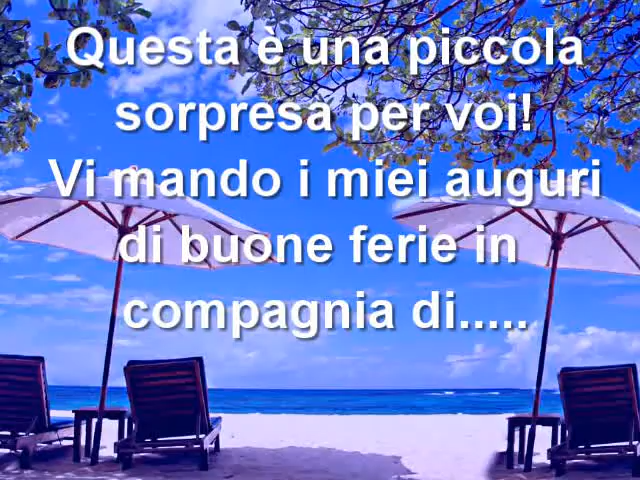 Questa è una piccola
sorpresa per voi!
Vi mando i miei auguri
di buone ferie in
compagnia di.....